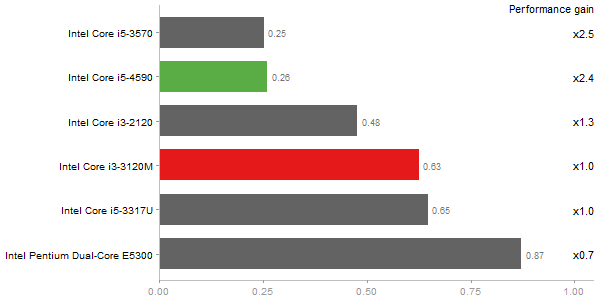 Performance gain
Intel Core i5-3570 0.25 x2.5
Intel Core i5-4590 0.26 x2.4
Intel Core i3-2120 0.48 x1.3
Intel Core i3-3120M 0.63 x1.0
Intel Core i5-3317U 0.65 x1.0
Intel Pentium Dual-Core E5300 0.87 x0.7
0.00 0.25 0.50 0.75 1.00